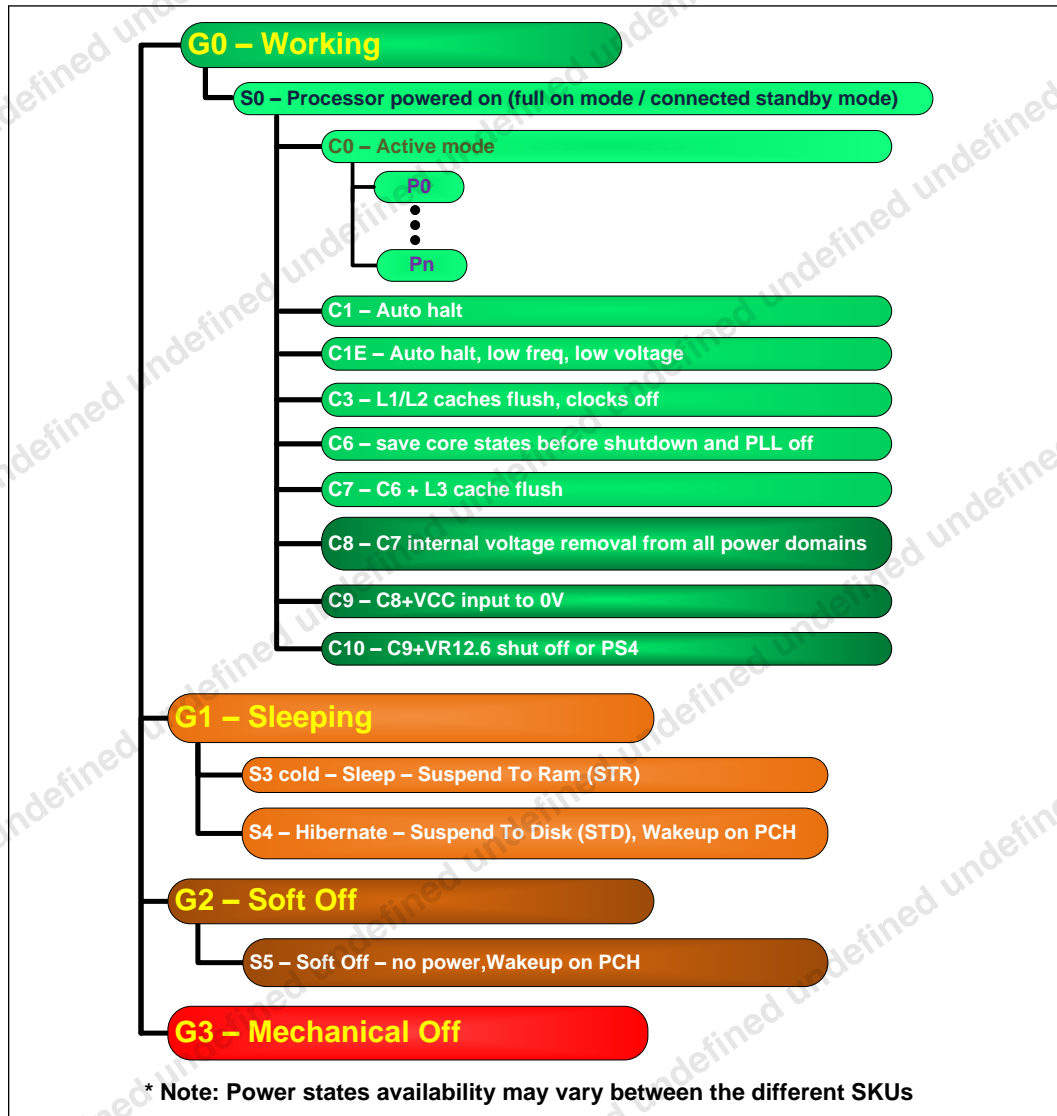 G0 – Working
S0 – Processor powered on (full on mode / connected standby mode)
C0 – Active mode
P0
Pn
C1 – Auto halt
C1E – Auto halt, low freq, low voltage
C3 – L1/L2 caches flush, clocks off
C6 – save core states before shutdown and PLL off
C7 – C6 + L3 cache flush
C8 – C7 internal voltage removal from all power domains
C9 – C8+VCC input to 0V
C10 – C9+VR12.6 shut off or PS4
G1 – Sleeping
S3 cold – Sleep – Suspend To Ram (STR)
S4 – Hibernate – Suspend To Disk (STD), Wakeup on PCH
G2 – Soft Off
S5 – Soft Off – no power,Wakeup on PCH
G3 – Mechanical Off
* Note: Power states availability may vary between the different SKUs
undefined undefined undefined undefined undefined